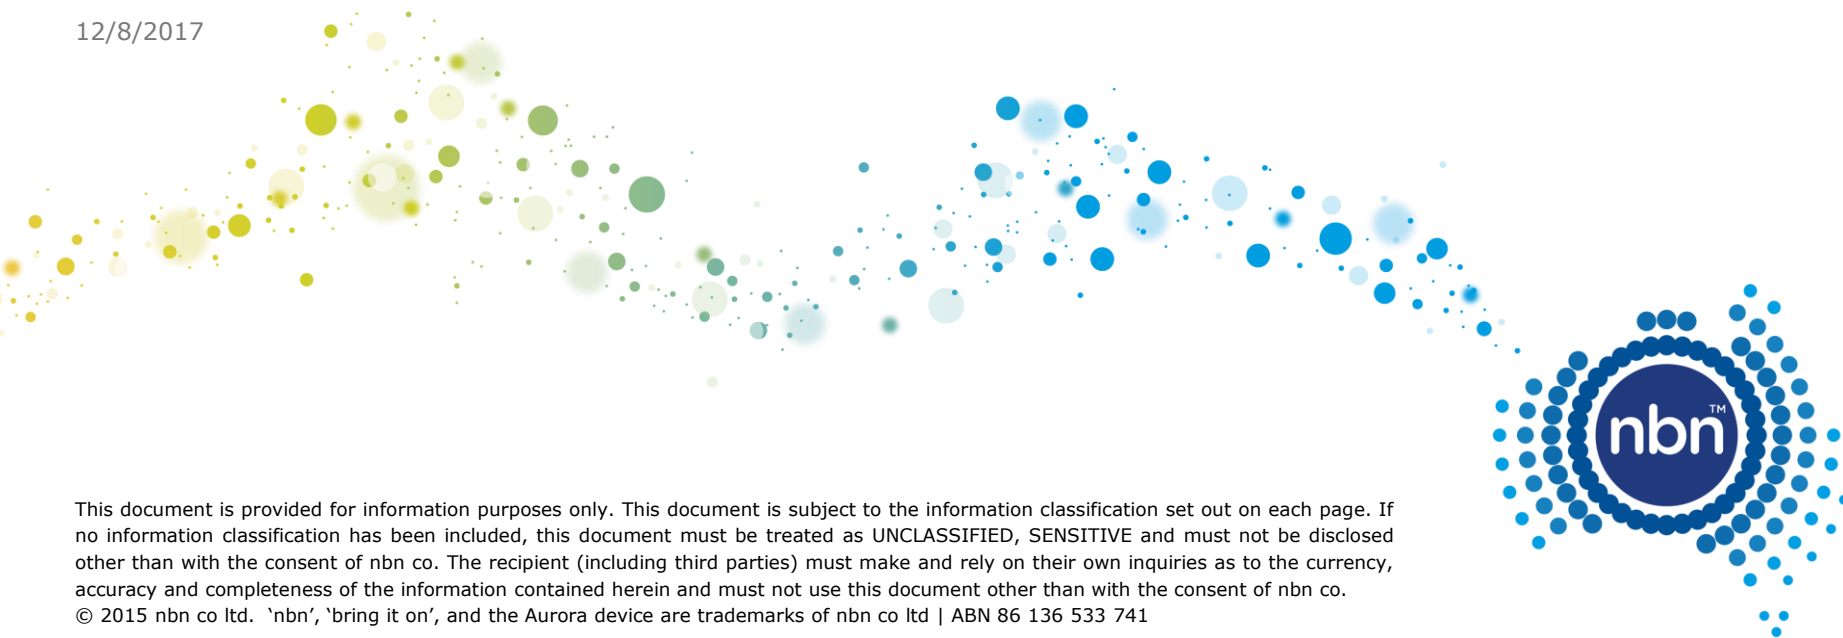 12/8/2017
nbn™
This document is provided for information purposes only. This document is subject to the information classification set out on each page. If
no information classification has been included, this document must be treated as UNCLASSIFIED, SENSITIVE and must not be disclosed
other than with the consent of nbn co. The recipient (including third parties) must make and rely on their own inquiries as to the currency,
accuracy and completeness of the information contained herein and must not use this document other than with the consent of nbn co.
© 2015 nbn co ltd. ‘nbn’, ‘bring it on’, and the Aurora device are trademarks of nbn co ltd | ABN 86 136 533 741